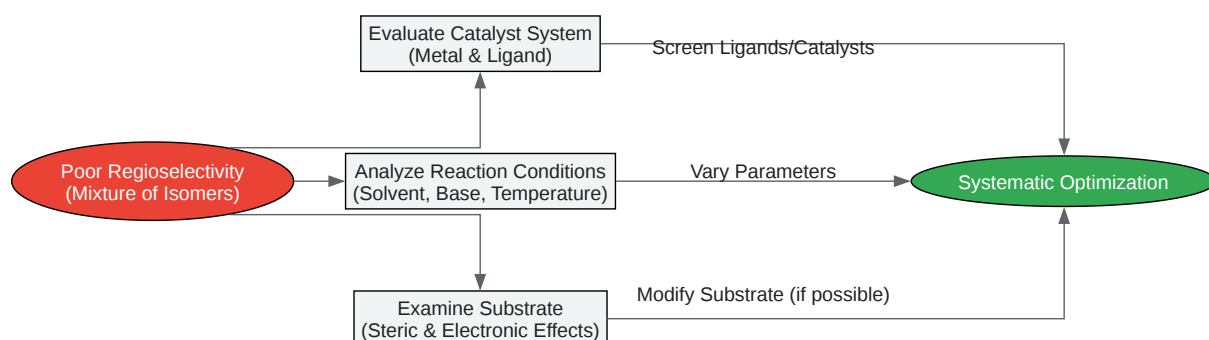 Evaluate Catalyst System
(Metal & Ligand)
Screen Ligands/Catalysts
Poor Regioselectivity
(Mixture of Isomers)
Analyze Reaction Conditions
(Solvent, Base, Temperature)
Vary Parameters
Systematic Optimization
Examine Substrate
(Steric & Electronic Effects)
Modify Substrate (if possible)